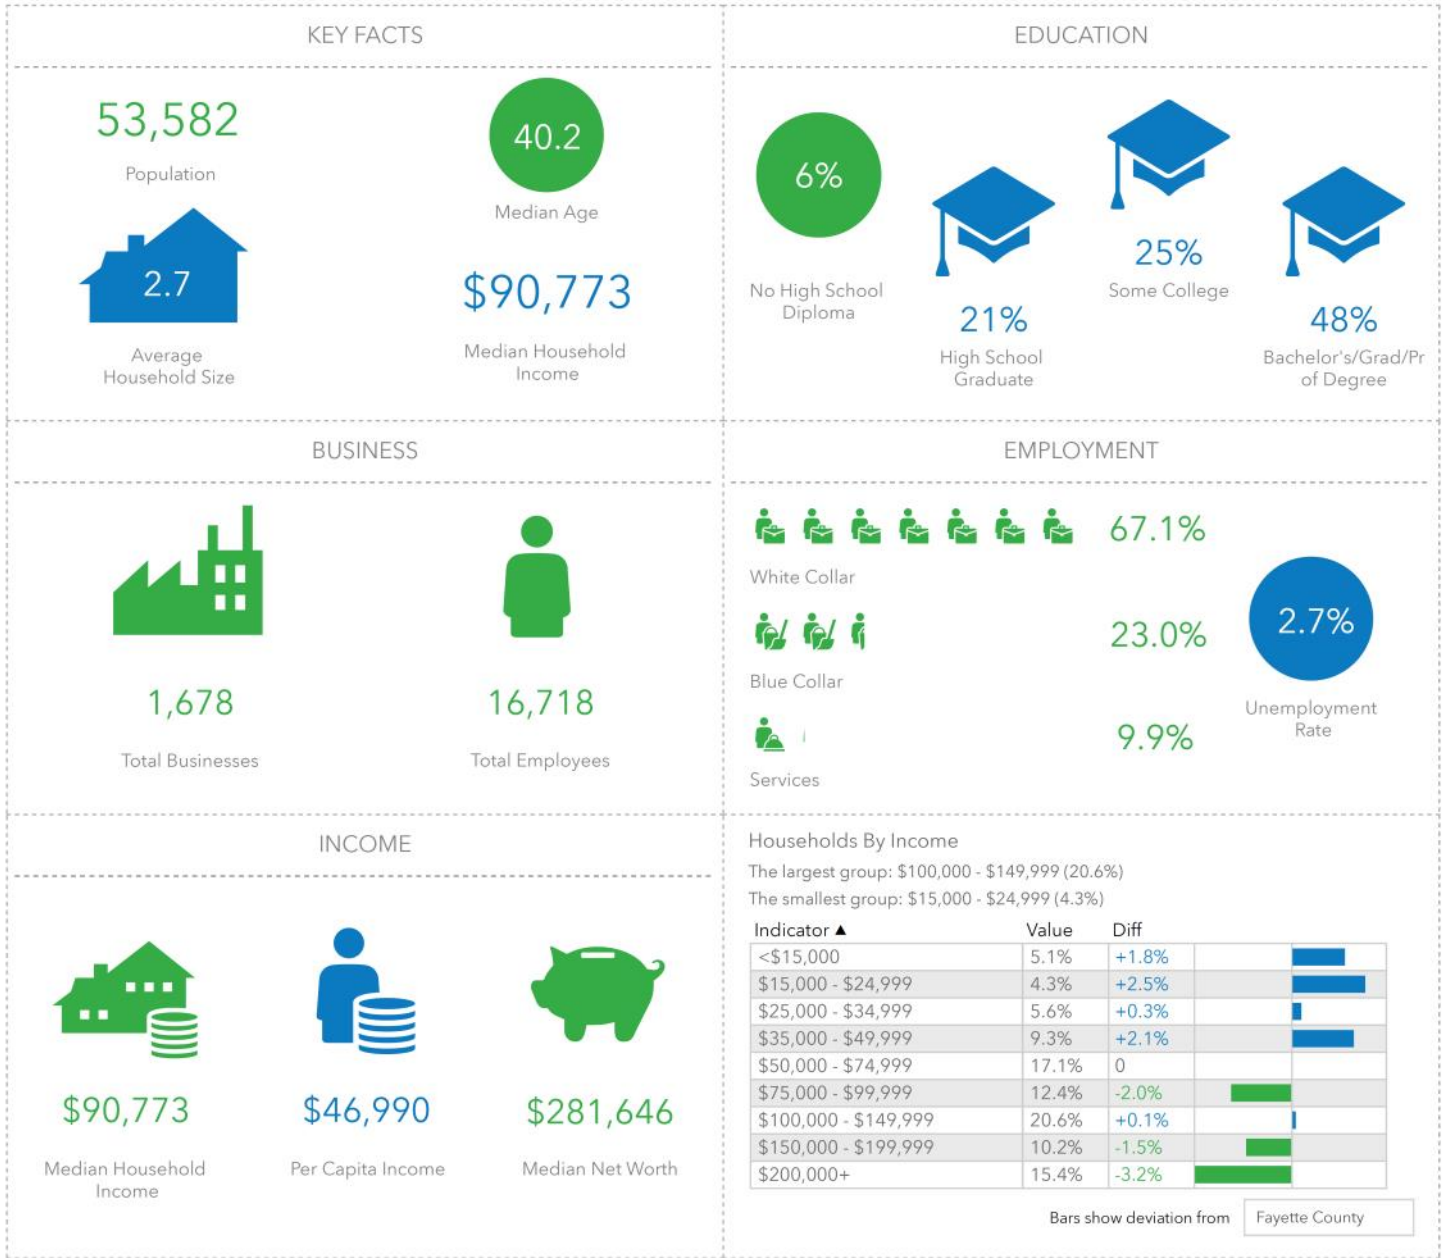 KEY FACTS
53,582
Population
40.2
Median Age
2.7
Average
Household Size
$90,773
Median Household
Income
EDUCATION
6%
No High School
Diploma
21%
High School
Graduate
25%
Some College
48%
Bachelor's/Grad/Pr
of Degree
BUSINESS
1,678
Total Businesses
16,718
Total Employees
EMPLOYMENT
67.1%
White Collar
23.0%
Blue Collar
9.9%
Services
2.7%
Unemployment
Rate
INCOME
$90,773
Median Household
Income
$46,990
Per Capita Income
$281,646
Median Net Worth
Households By Income
The largest group: $100,000 - $149,999 (20.6%)
The smallest group: $15,000 - $24,999 (4.3%)
Indicator ▲ Value Diff
<$15,000 5.1% +1.8%
$15,000 - $24,999 4.3% +2.5%
$25,000 - $34,999 5.6% +0.3%
$35,000 - $49,999 9.3% +2.1%
$50,000 - $74,999 17.1% 0
$75,000 - $99,999 12.4% -2.0%
$100,000 - $149,999 20.6% +0.1%
$150,000 - $199,999 10.2% -1.5%
$200,000+ 15.4% -3.2%
Bars show deviation from Fayette County